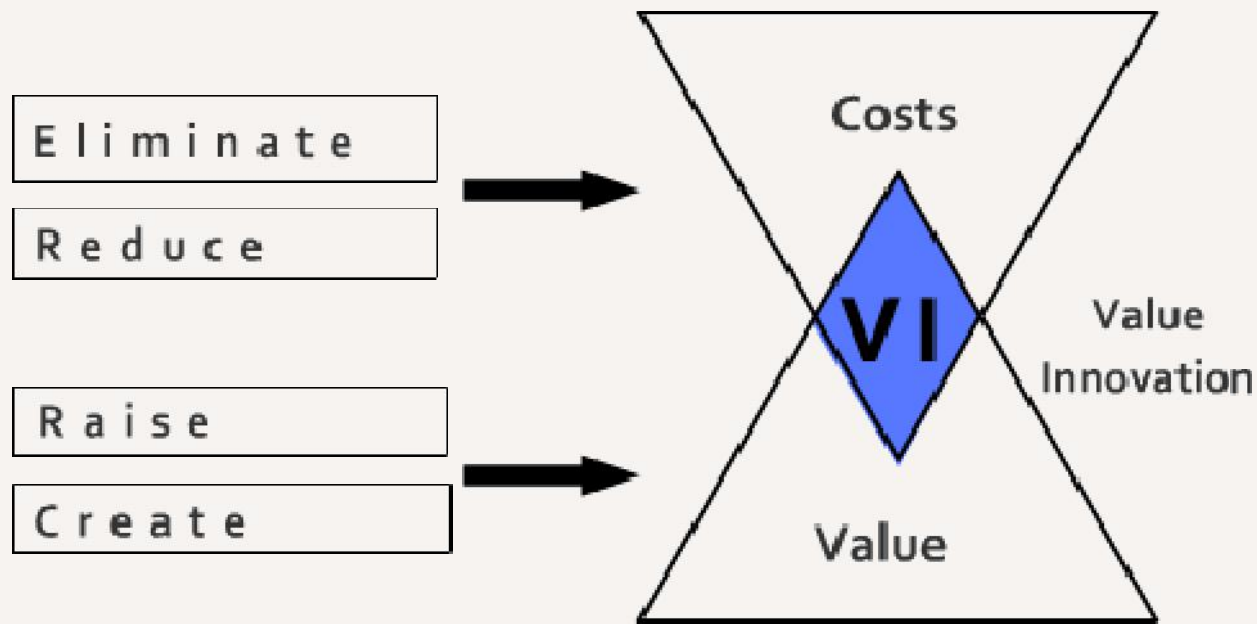 Eliminate
Reduce
Raise
Create
Costs
VI
Value
Innovation
Value